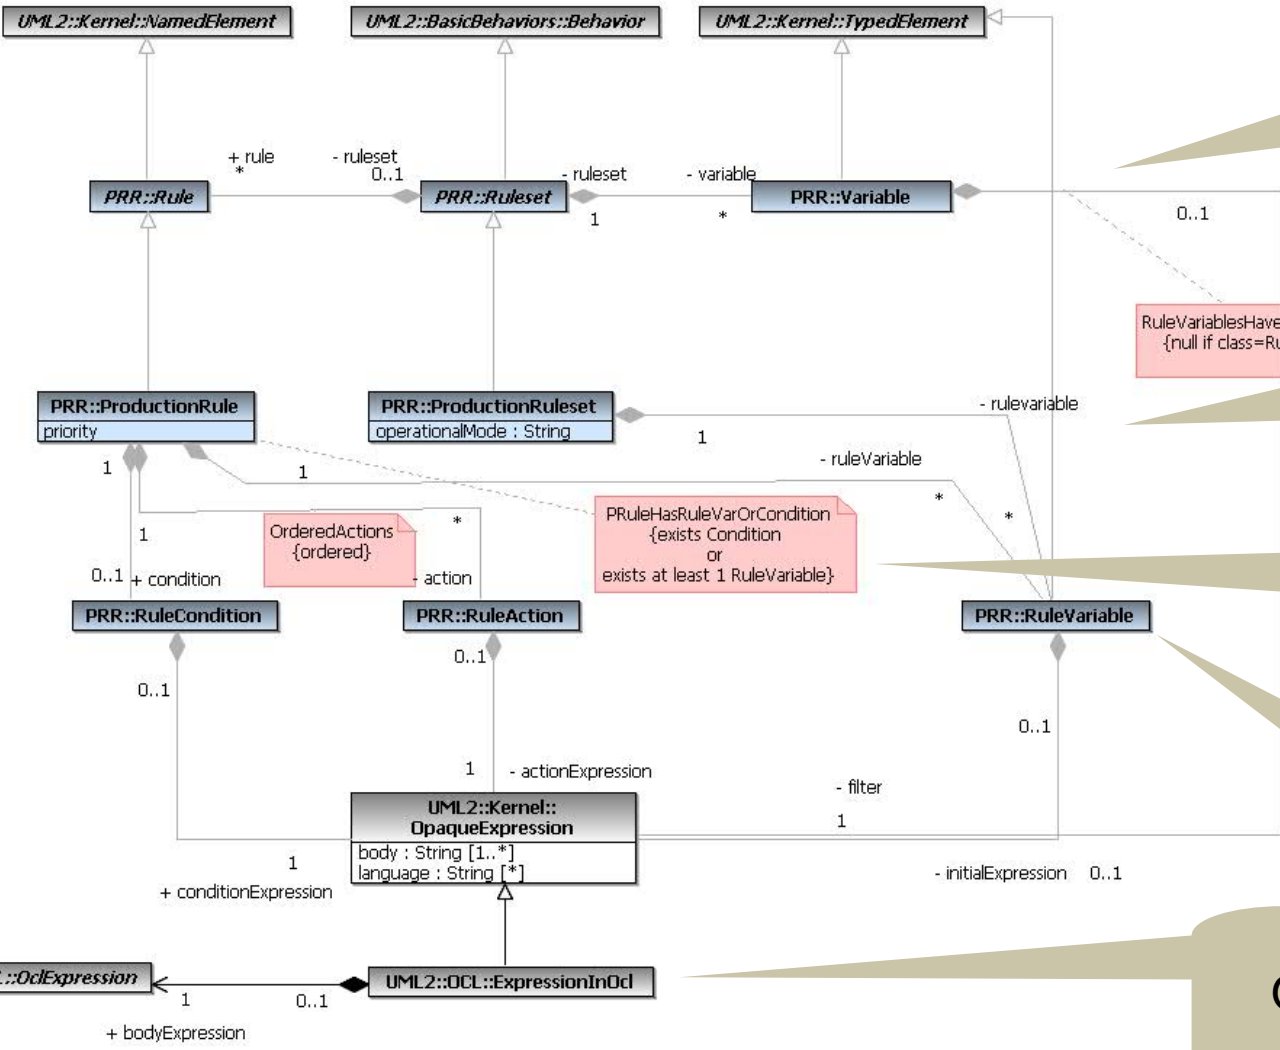 UML2::Kernel::NamedElement
UML2::BasicBehaviors::Behavior
UML2::Kernel::TypedElement
+ rule
*
- ruleset
0..1
- ruleset
1
- variable
*
PRR::Rule
PRR::Ruleset
PRR::Variable
0..1
RuleVariablesHave
{null if class=Ru
PRR::ProductionRule
priority
PRR::ProductionRuleset
operationalMode : String
- rulevariable
1
- ruleVariable
1
1
*
*
*
1
OrderedActions
{ordered}
PRuleHasRuleVarOrCondition
{exists Condition
or
exists at least 1 RuleVariable}
0..1
+ condition
- action
PRR::RuleCondition
PRR::RuleAction
PRR::RuleVariable
0..1
0..1
0..1
1
- actionExpression
- filter
1
UML2::Kernel::
OpaqueExpression
body : String [1..*]
language : String [*]
1
+ conditionExpression
- initialExpression
0..1
::OclExpression
UML2::OCL::ExpressionInOcl
1
0..1
+ bodyExpression